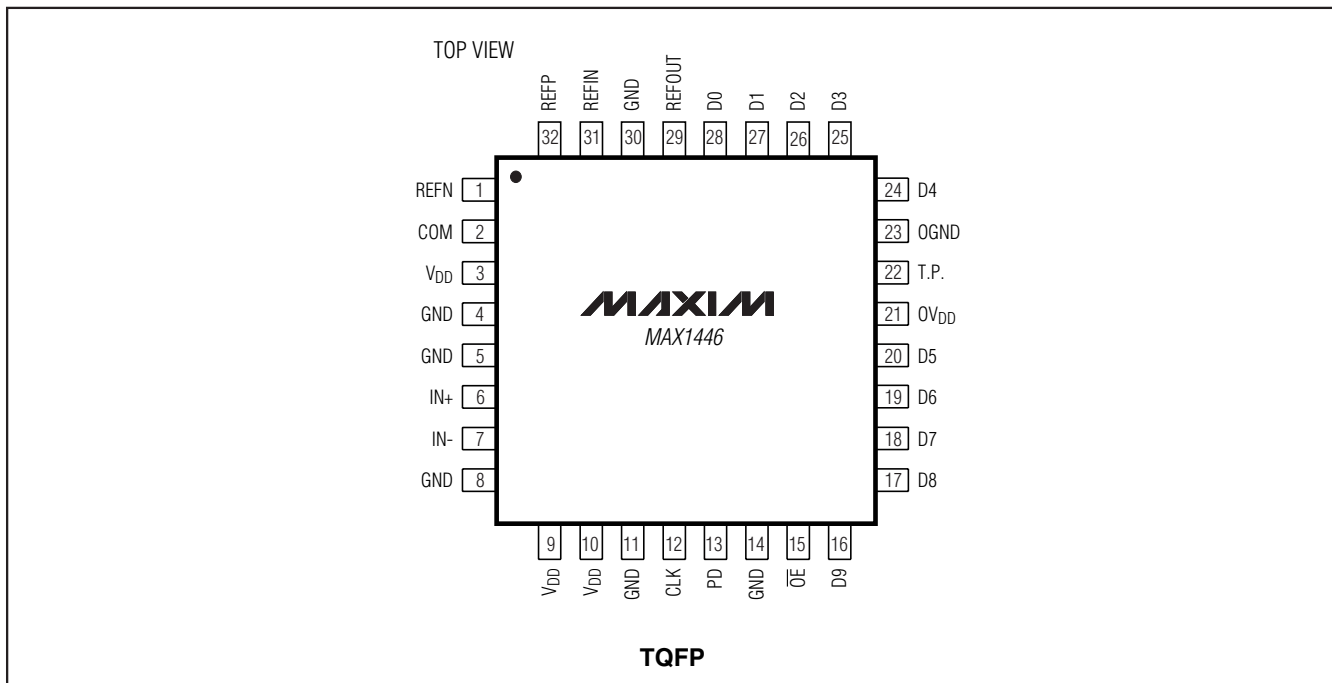 TOP VIEW
REFP REFIN GND REFOUT D0 D1 D2 D3
32 31 30 29 28 27 26 25
REFN 1
COM 2
VDD 3
GND 4
GND 5
IN+ 6
IN- 7
GND 8
MAXIM
MAX1446
24 D4
23 OGND
22 T.P.
21 OVDD
20 D5
19 D6
18 D7
17 D8
9 10 11 12 13 14 15 16
VDD VDD GND CLK PD GND O̅E̅ D9
TQFP